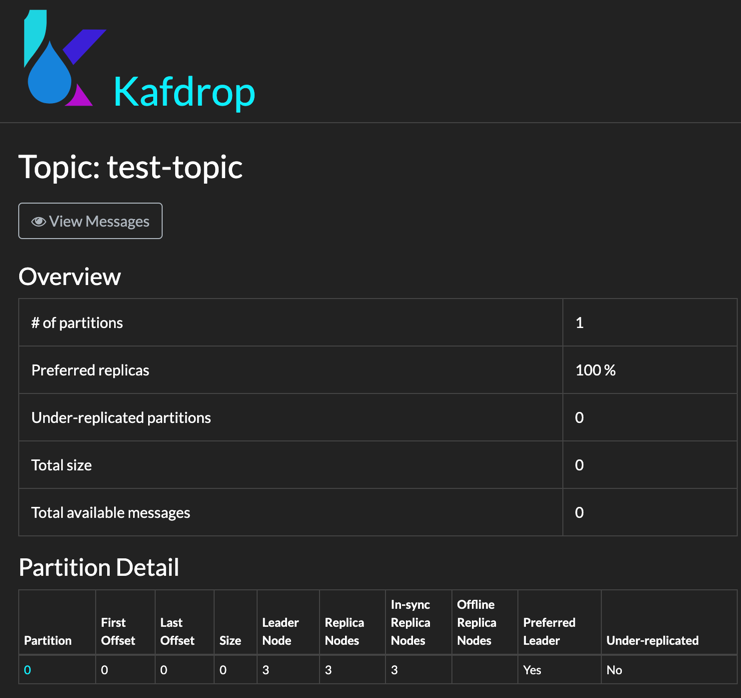 Kafdrop
Topic: test-topic
View Messages
Overview
# of partitions 1
Preferred replicas 100 %
Under-replicated partitions 0
Total size 0
Total available messages 0
Partition Detail
Partition First Offset Last Offset Size Leader Node Replica Nodes In-sync Replica Nodes Offline Replica Nodes Preferred Leader Under-replicated
0 0 0 0 3 3 3 Yes No